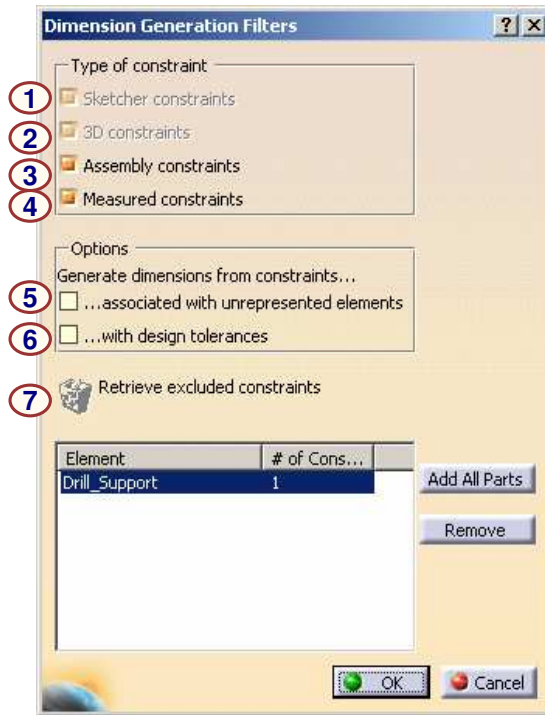 Dimension Generation Filters ? ×
Type of constraint
1 Sketcher constraints
2 3D constraints
3 Assembly constraints
4 Measured constraints
Options
Generate dimensions from constraints...
5 ...associated with unrepresented elements
6 ...with design tolerances
7 Retrieve excluded constraints
Element # of Cons...
Drill_Support 1
Add All Parts
Remove
OK Cancel